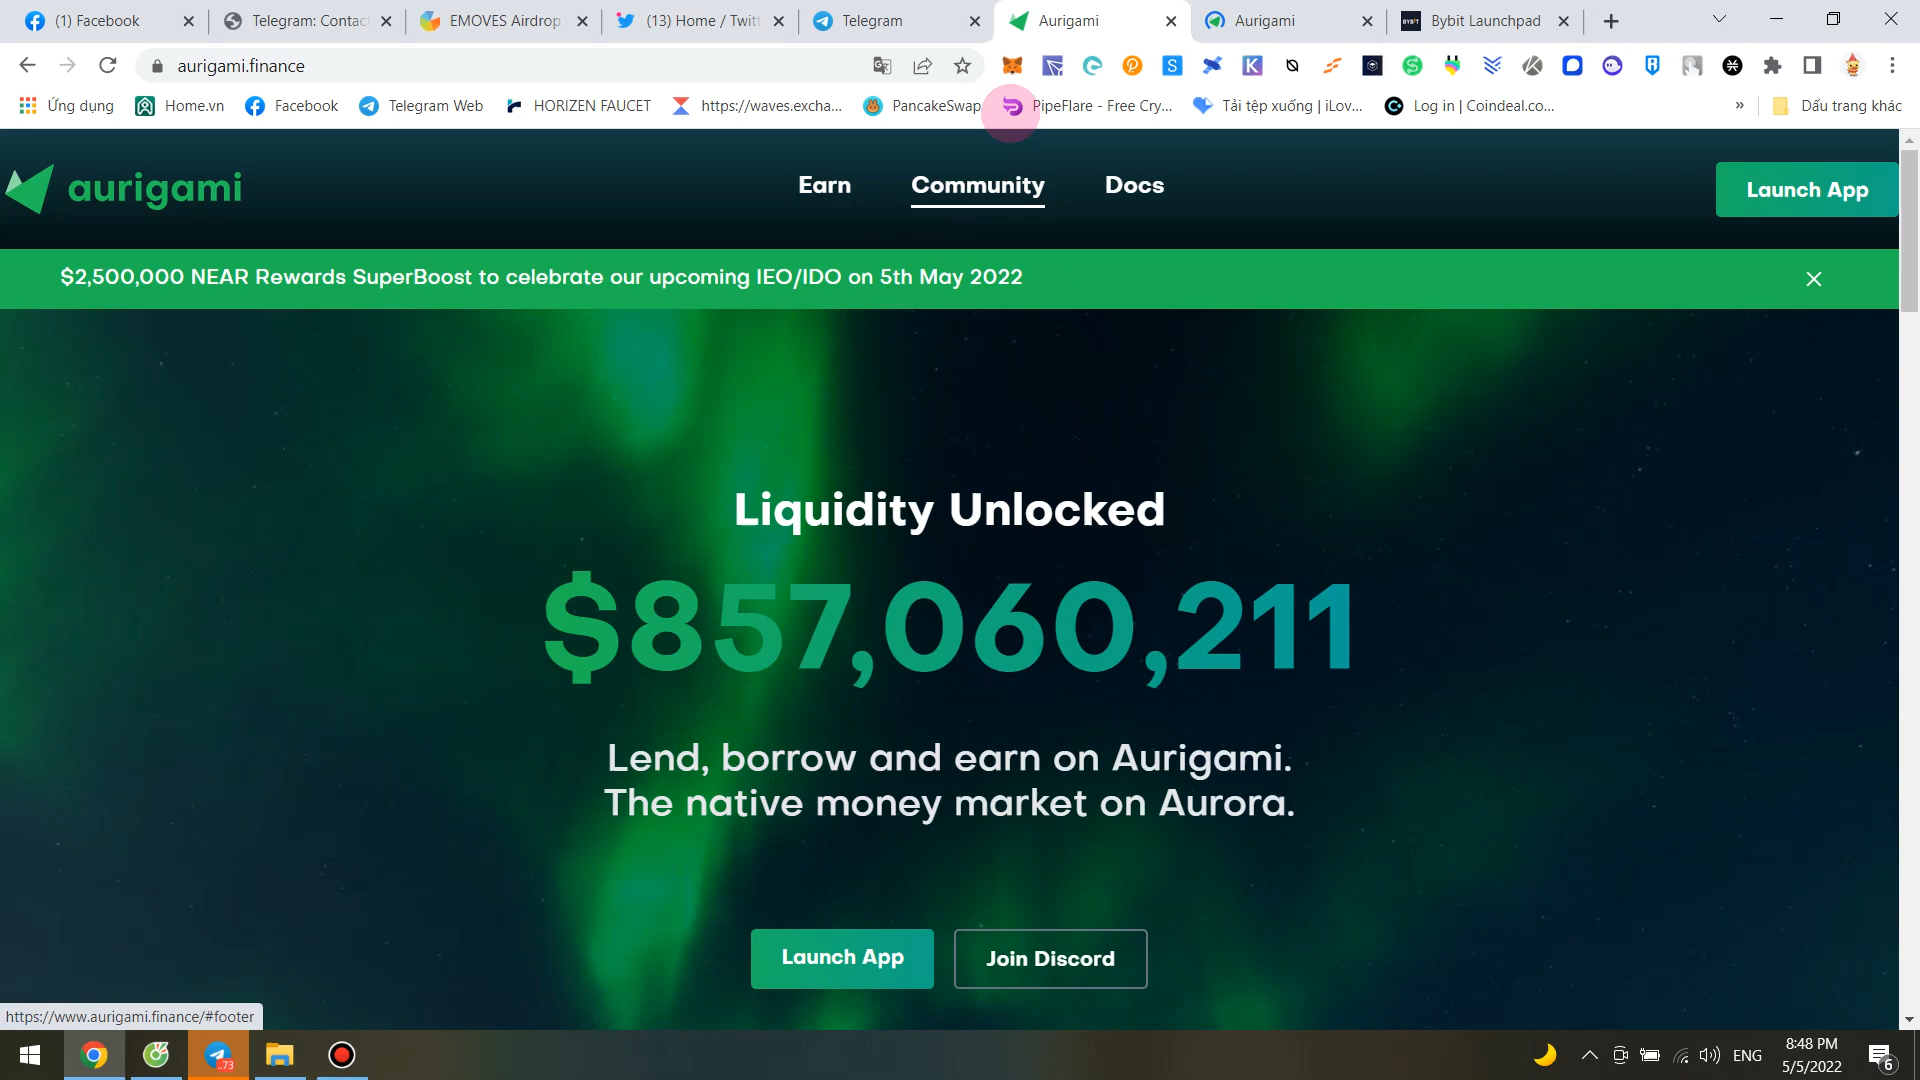 (1) Facebook
Telegram: Contac
EMOVES Airdrop
(13) Home / Twitt
Telegram
Aurigami
Aurigami
Bybit Launchpad
aurigami.finance
Ứng dụng
Home.vn
Facebook
Telegram Web
HORIZEN FAUCET
https://waves.excha...
PancakeSwap
PipeFlare - Free Cry...
Tải tệp xuống | iLov...
Log in | Coindeal.co...
»
Dấu trang khác
aurigami
Earn
Community
Docs
Launch App
$2,500,000 NEAR Rewards SuperBoost to celebrate our upcoming IEO/IDO on 5th May 2022
Liquidity Unlocked
$857,060,211
Lend, borrow and earn on Aurigami.
The native money market on Aurora.
Launch App
Join Discord
https://www.aurigami.finance/#footer
..73
ENG
8:48 PM
5/5/2022
6